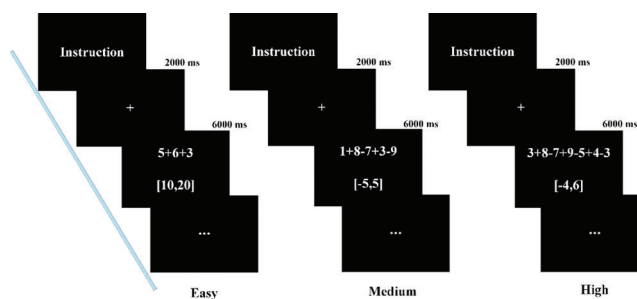 Instruction
2000 ms
+
6000 ms
5+6+3
[10,20]
...
Easy
Instruction
2000 ms
+
6000 ms
1+8-7+3-9
[-5,5]
...
Medium
Instruction
2000 ms
+
6000 ms
3+8-7+9-5+4-3
[-4,6]
...
High